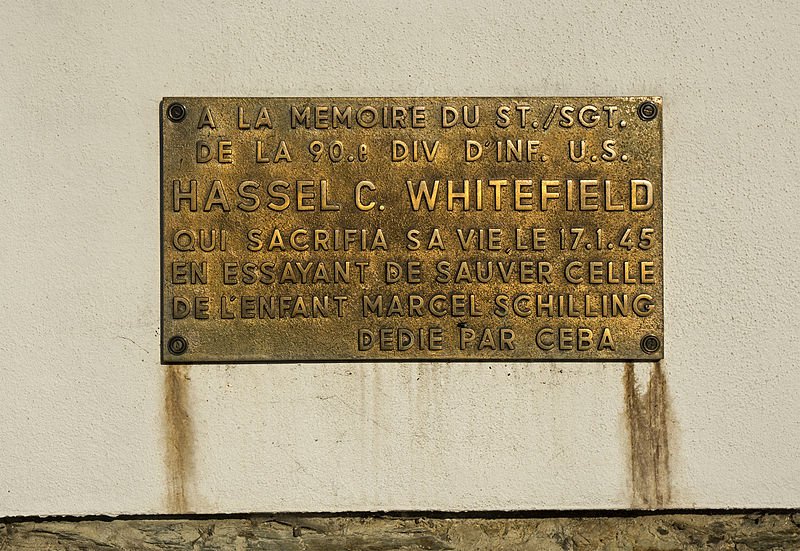 A LA MEMOIRE DU ST./SGT.
DE LA 90.e DIV D'INF. U.S.
HASSEL C. WHITEFIELD
QUI SACRIFIA SA VIE, LE 17.1.45
EN ESSAYANT DE SAUVER CELLE
DE L'ENFANT MARCEL SCHILLING
DEDIE PAR CEBA